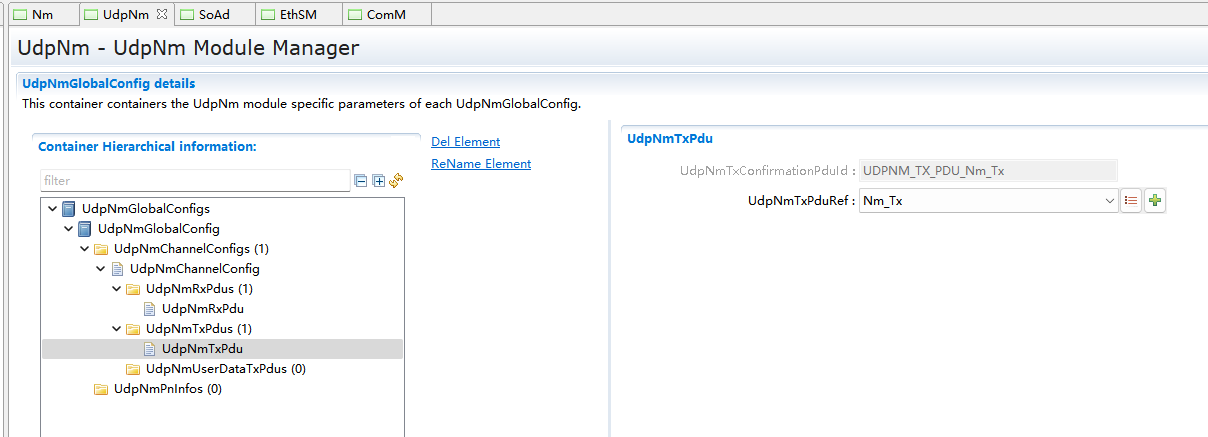 Nm
UdpNm
SoAd
EthSM
ComM
UdpNm - UdpNm Module Manager
UdpNmGlobalConfig details
This container containers the UdpNm module specific parameters of each UdpNmGlobalConfig.
Container Hierarchical information:
filter
Del Element
ReName Element
UdpNmGlobalConfigs
UdpNmGlobalConfig
UdpNmChannelConfigs (1)
UdpNmChannelConfig
UdpNmRxPdus (1)
UdpNmRxPdu
UdpNmTxPdus (1)
UdpNmTxPdu
UdpNmUserDataTxPdus (0)
UdpNmPnInfos (0)
UdpNmTxPdu
UdpNmTxConfirmationPduId : UDPNM_TX_PDU_Nm_Tx
UdpNmTxPduRef : Nm_Tx